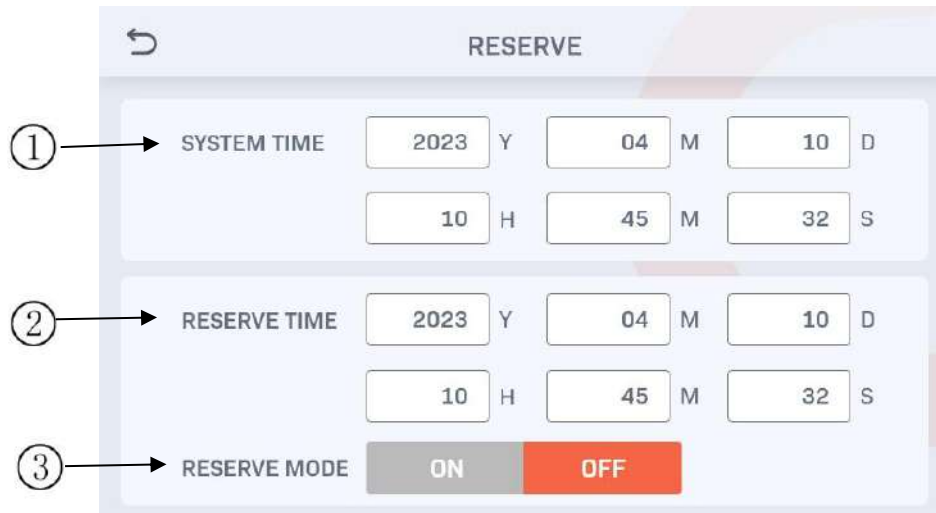 RESERVE
① SYSTEM TIME 2023 Y 04 M 10 D
10 H 45 M 32 S
② RESERVE TIME 2023 Y 04 M 10 D
10 H 45 M 32 S
③ RESERVE MODE ON OFF